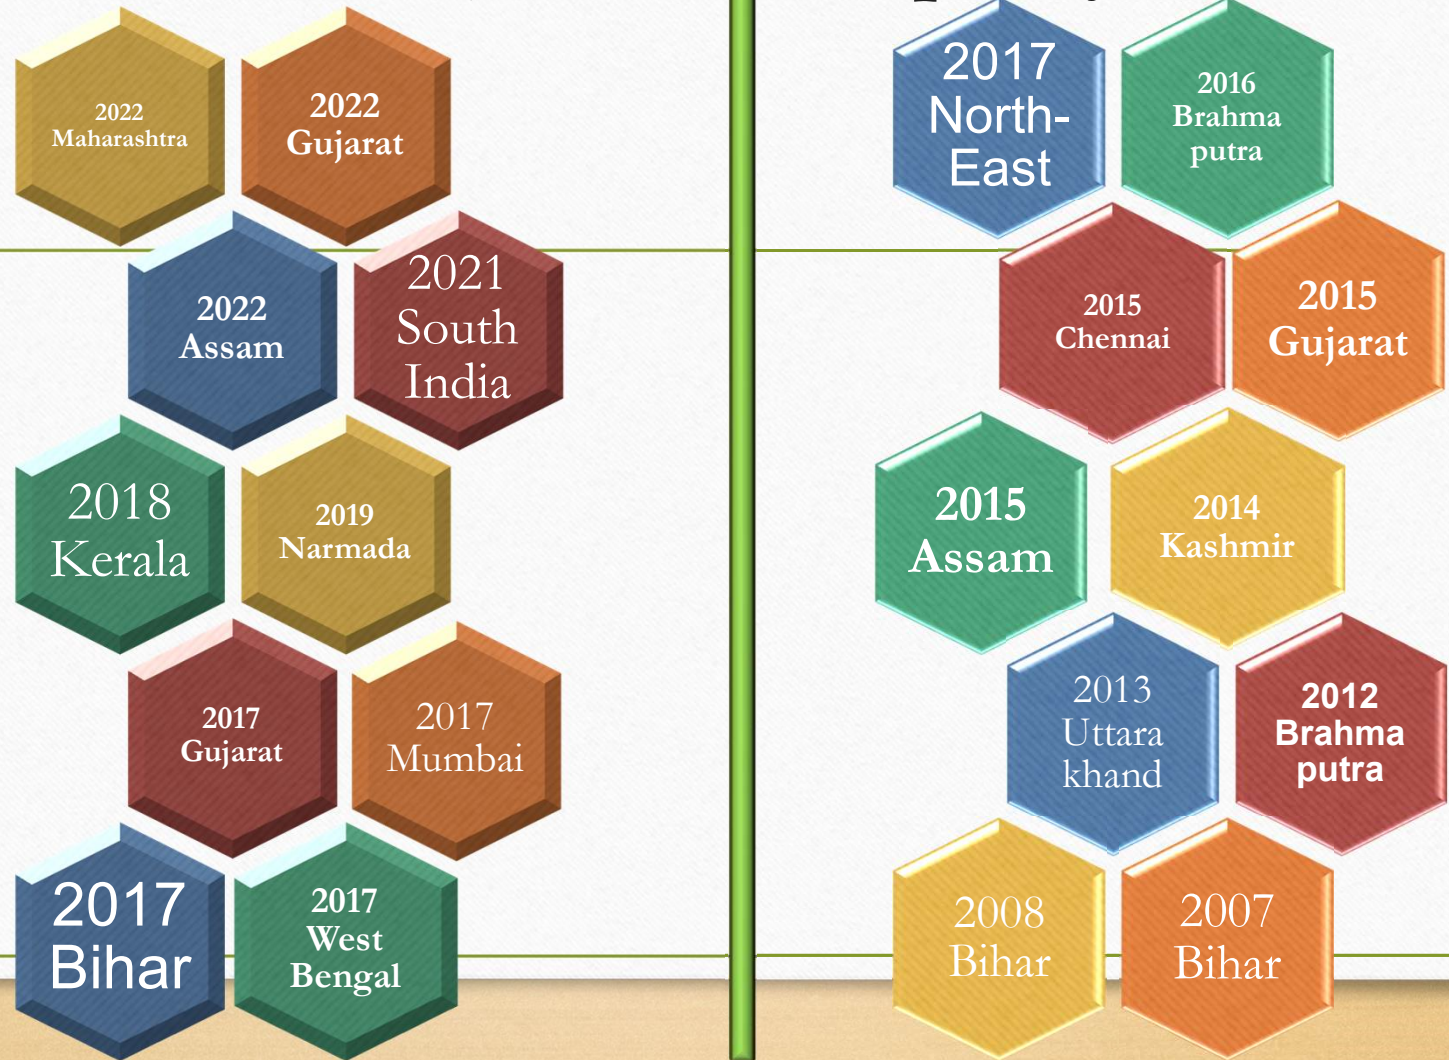 2022
Maharashtra
2022
Gujarat
2022
Assam
2021
South
India
2018
Kerala
2019
Narmada
2017
Gujarat
2017
Mumbai
2017
Bihar
2017
West
Bengal
2017
North-
East
2016
Brahma
putra
2015
Chennai
2015
Gujarat
2015
Assam
2014
Kashmir
2013
Uttara
khand
2012
Brahma
putra
2008
Bihar
2007
Bihar